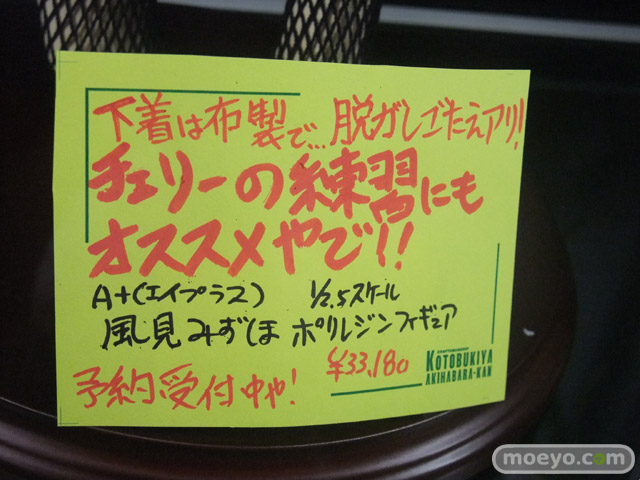 下着は布製で…脱がしごたえアリ!
チェリーの練習にも
オススメやで!!
A+(エイプラス) 1/2.5スケール
風見みずほ ポリレジンフィギュア
¥33,180
予約受付中や!
KOTOBUKIYA
AKIHABARA-KAN
moeyo.com